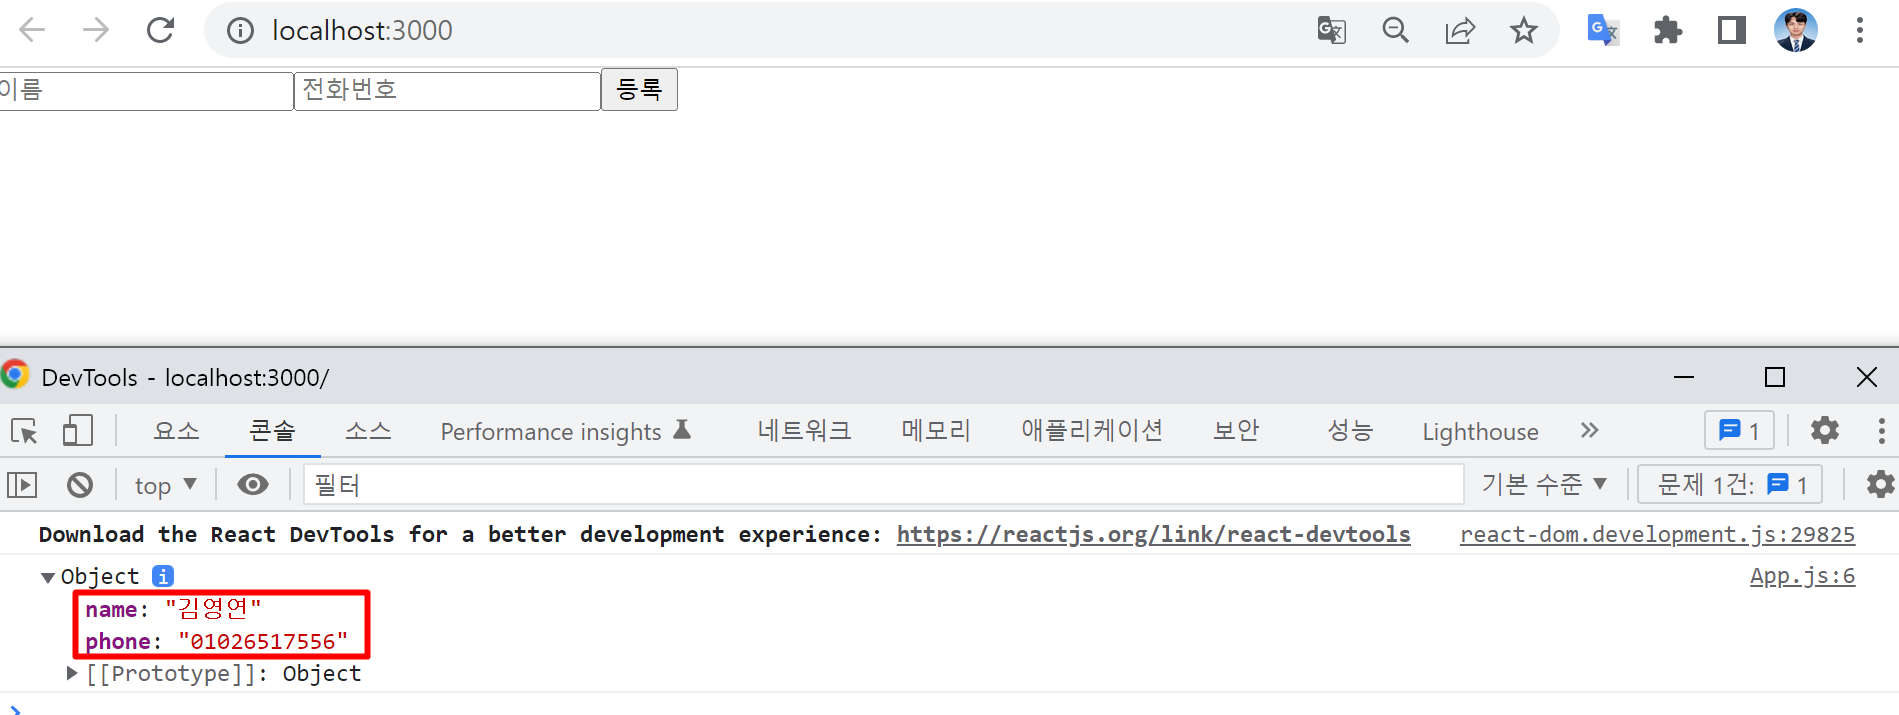 localhost:3000
이름 전화번호 등록
DevTools - localhost:3000/
요소 콘솔 소스 Performance insights 네트워크 메모리 애플리케이션 보안 성능 Lighthouse » 1
top 필터 기본 수준 문제 1건: 1
Download the React DevTools for a better development experience: https://reactjs.org/link/react-devtools react-dom.development.js:29825
Object i App.js:6
name: "김영연"
phone: "01026517556"
[[Prototype]]: Object